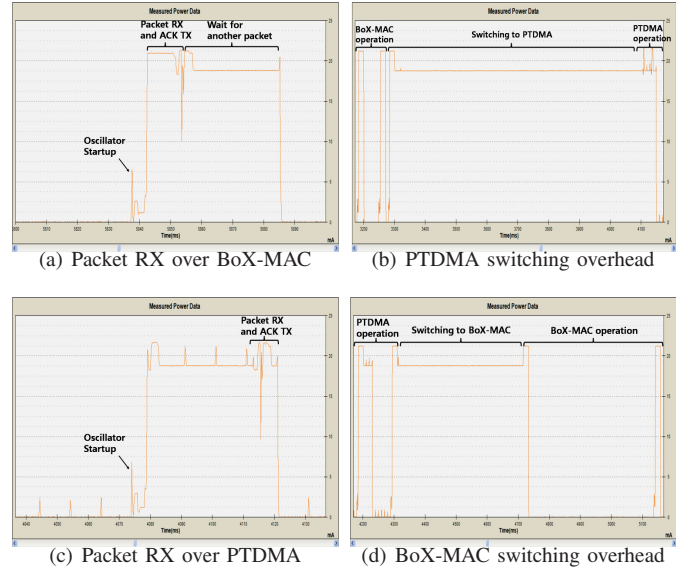 Measured Power Data
Packet RX
and ACK TX
Wait for
another packet
Oscillator
Startup
Time(ms)
mA
(a) Packet RX over BoX-MAC
Measured Power Data
BoX-MAC
operation
Switching to PTDMA
PTDMA
operation
Time(ms)
mA
(b) PTDMA switching overhead
Measured Power Data
Packet RX
and ACK TX
Oscillator
Startup
Time(ms)
mA
(c) Packet RX over PTDMA
Measured Power Data
PTDMA
operation
Switching to BoX-MAC
BoX-MAC operation
Time(ms)
mA
(d) BoX-MAC switching overhead